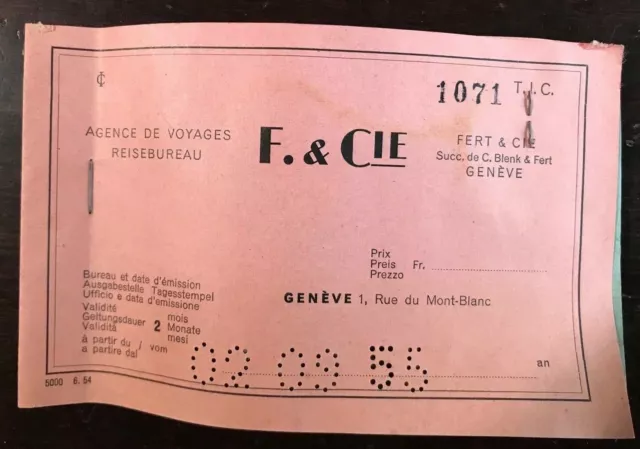 ₵
1071 T.I.C.
AGENCE DE VOYAGES
REISEBUREAU
F. & CIE
FERT & CIE
Succ. de C. Blenk & Fert
GENÈVE
Prix
Preis Fr.
Prezzo
Bureau et date d'émission
Ausgabestelle Tagesstempel
Ufficio e data d'emissione
GENÈVE 1, Rue du Mont-Blanc
Validité mois
Geltungsdauer 2 Monate
Validità mesi
à partir du / vom
a partire dal
02 09 55 an
5000 6. 54